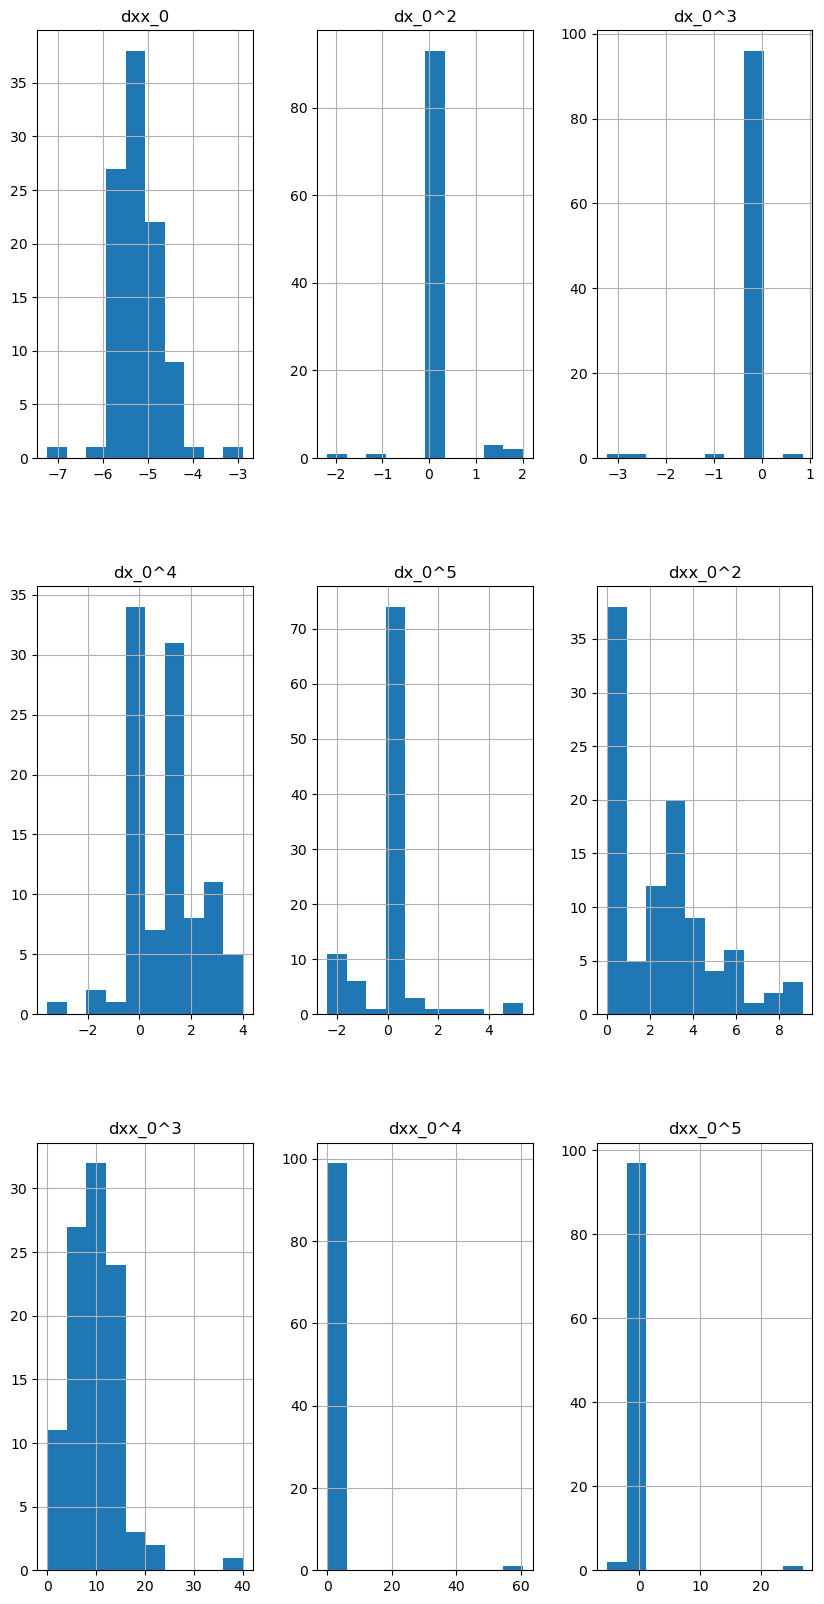 dxx_0 dx_0^2 dx_0^3
35 80 100
30 80
25 60
20 60
15 40
10 40
5 20 20
0 0 0
−7 −6 −5 −4 −3 −2 −1 0 1 2 −3 −2 −1 0 1
dx_0^4 dx_0^5 dxx_0^2
35 70 35
30 60 30
25 50 25
20 40 20
15 30 15
10 20 10
5 10 5
0 0 0
−2 0 2 4 −2 0 2 4 0 2 4 6 8
dxx_0^3 dxx_0^4 dxx_0^5
30 100 100
25 80 80
20 60 60
15
10 40 40
5 20 20
0 0 0
0 10 20 30 40 0 20 40 60 0 10 20